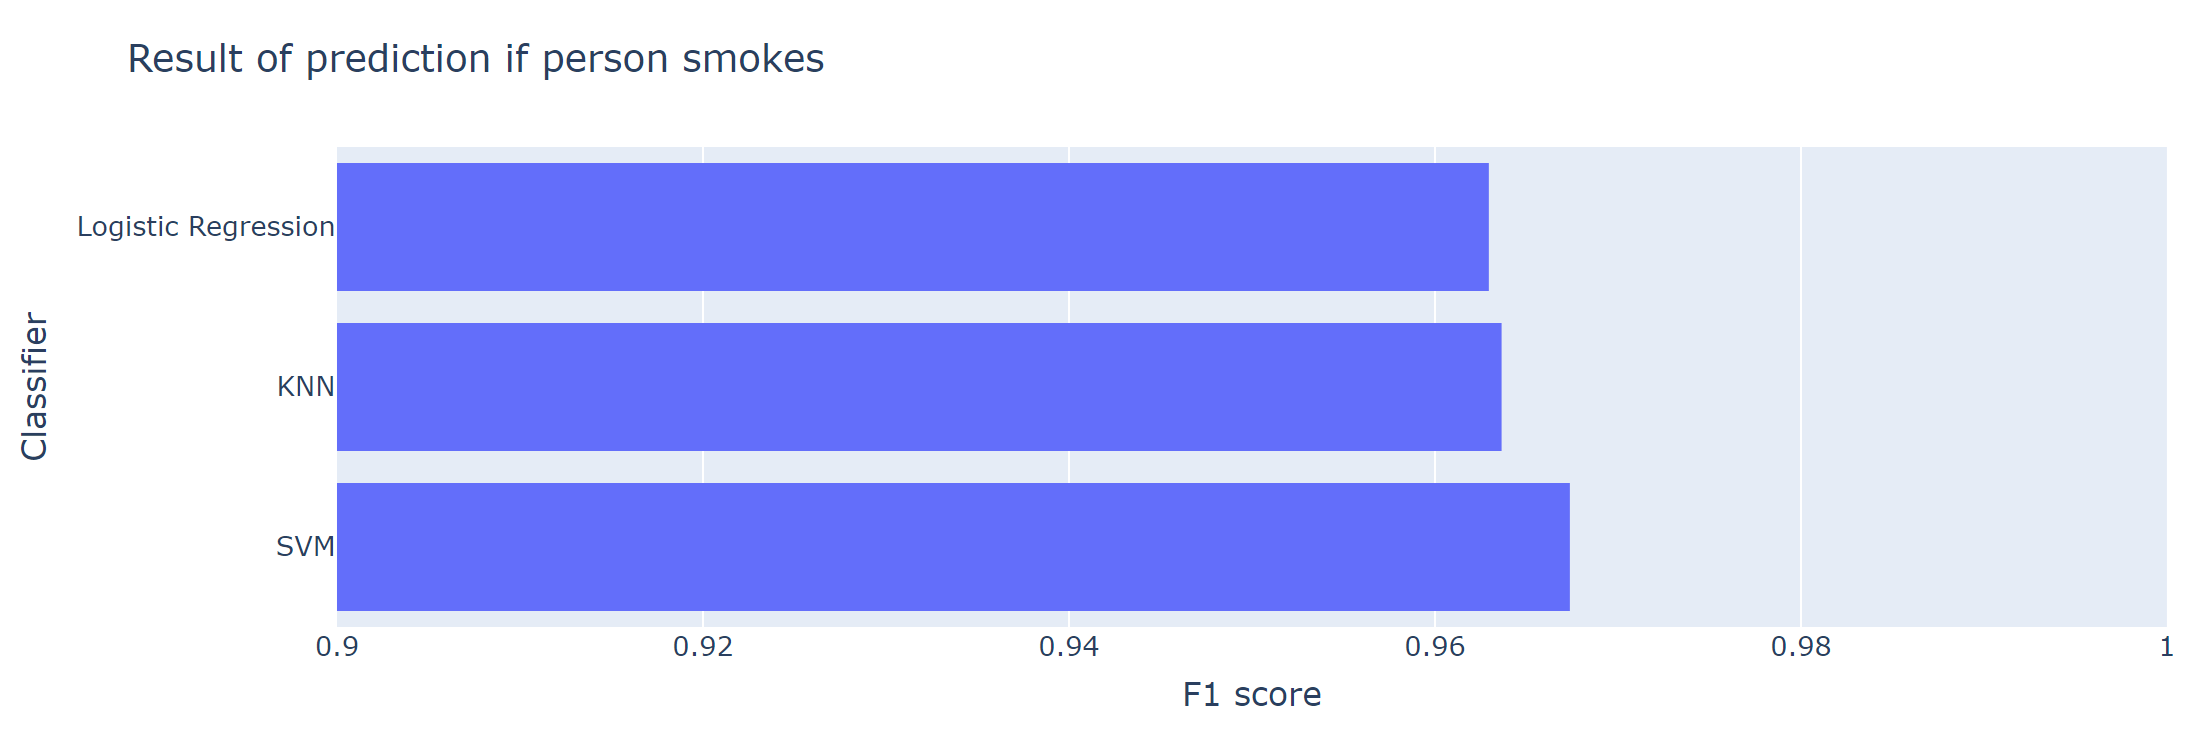 Result of prediction if person smokes
Classifier
Logistic Regression
KNN
SVM
0.9
0.92
0.94
0.96
0.98
1
F1 score